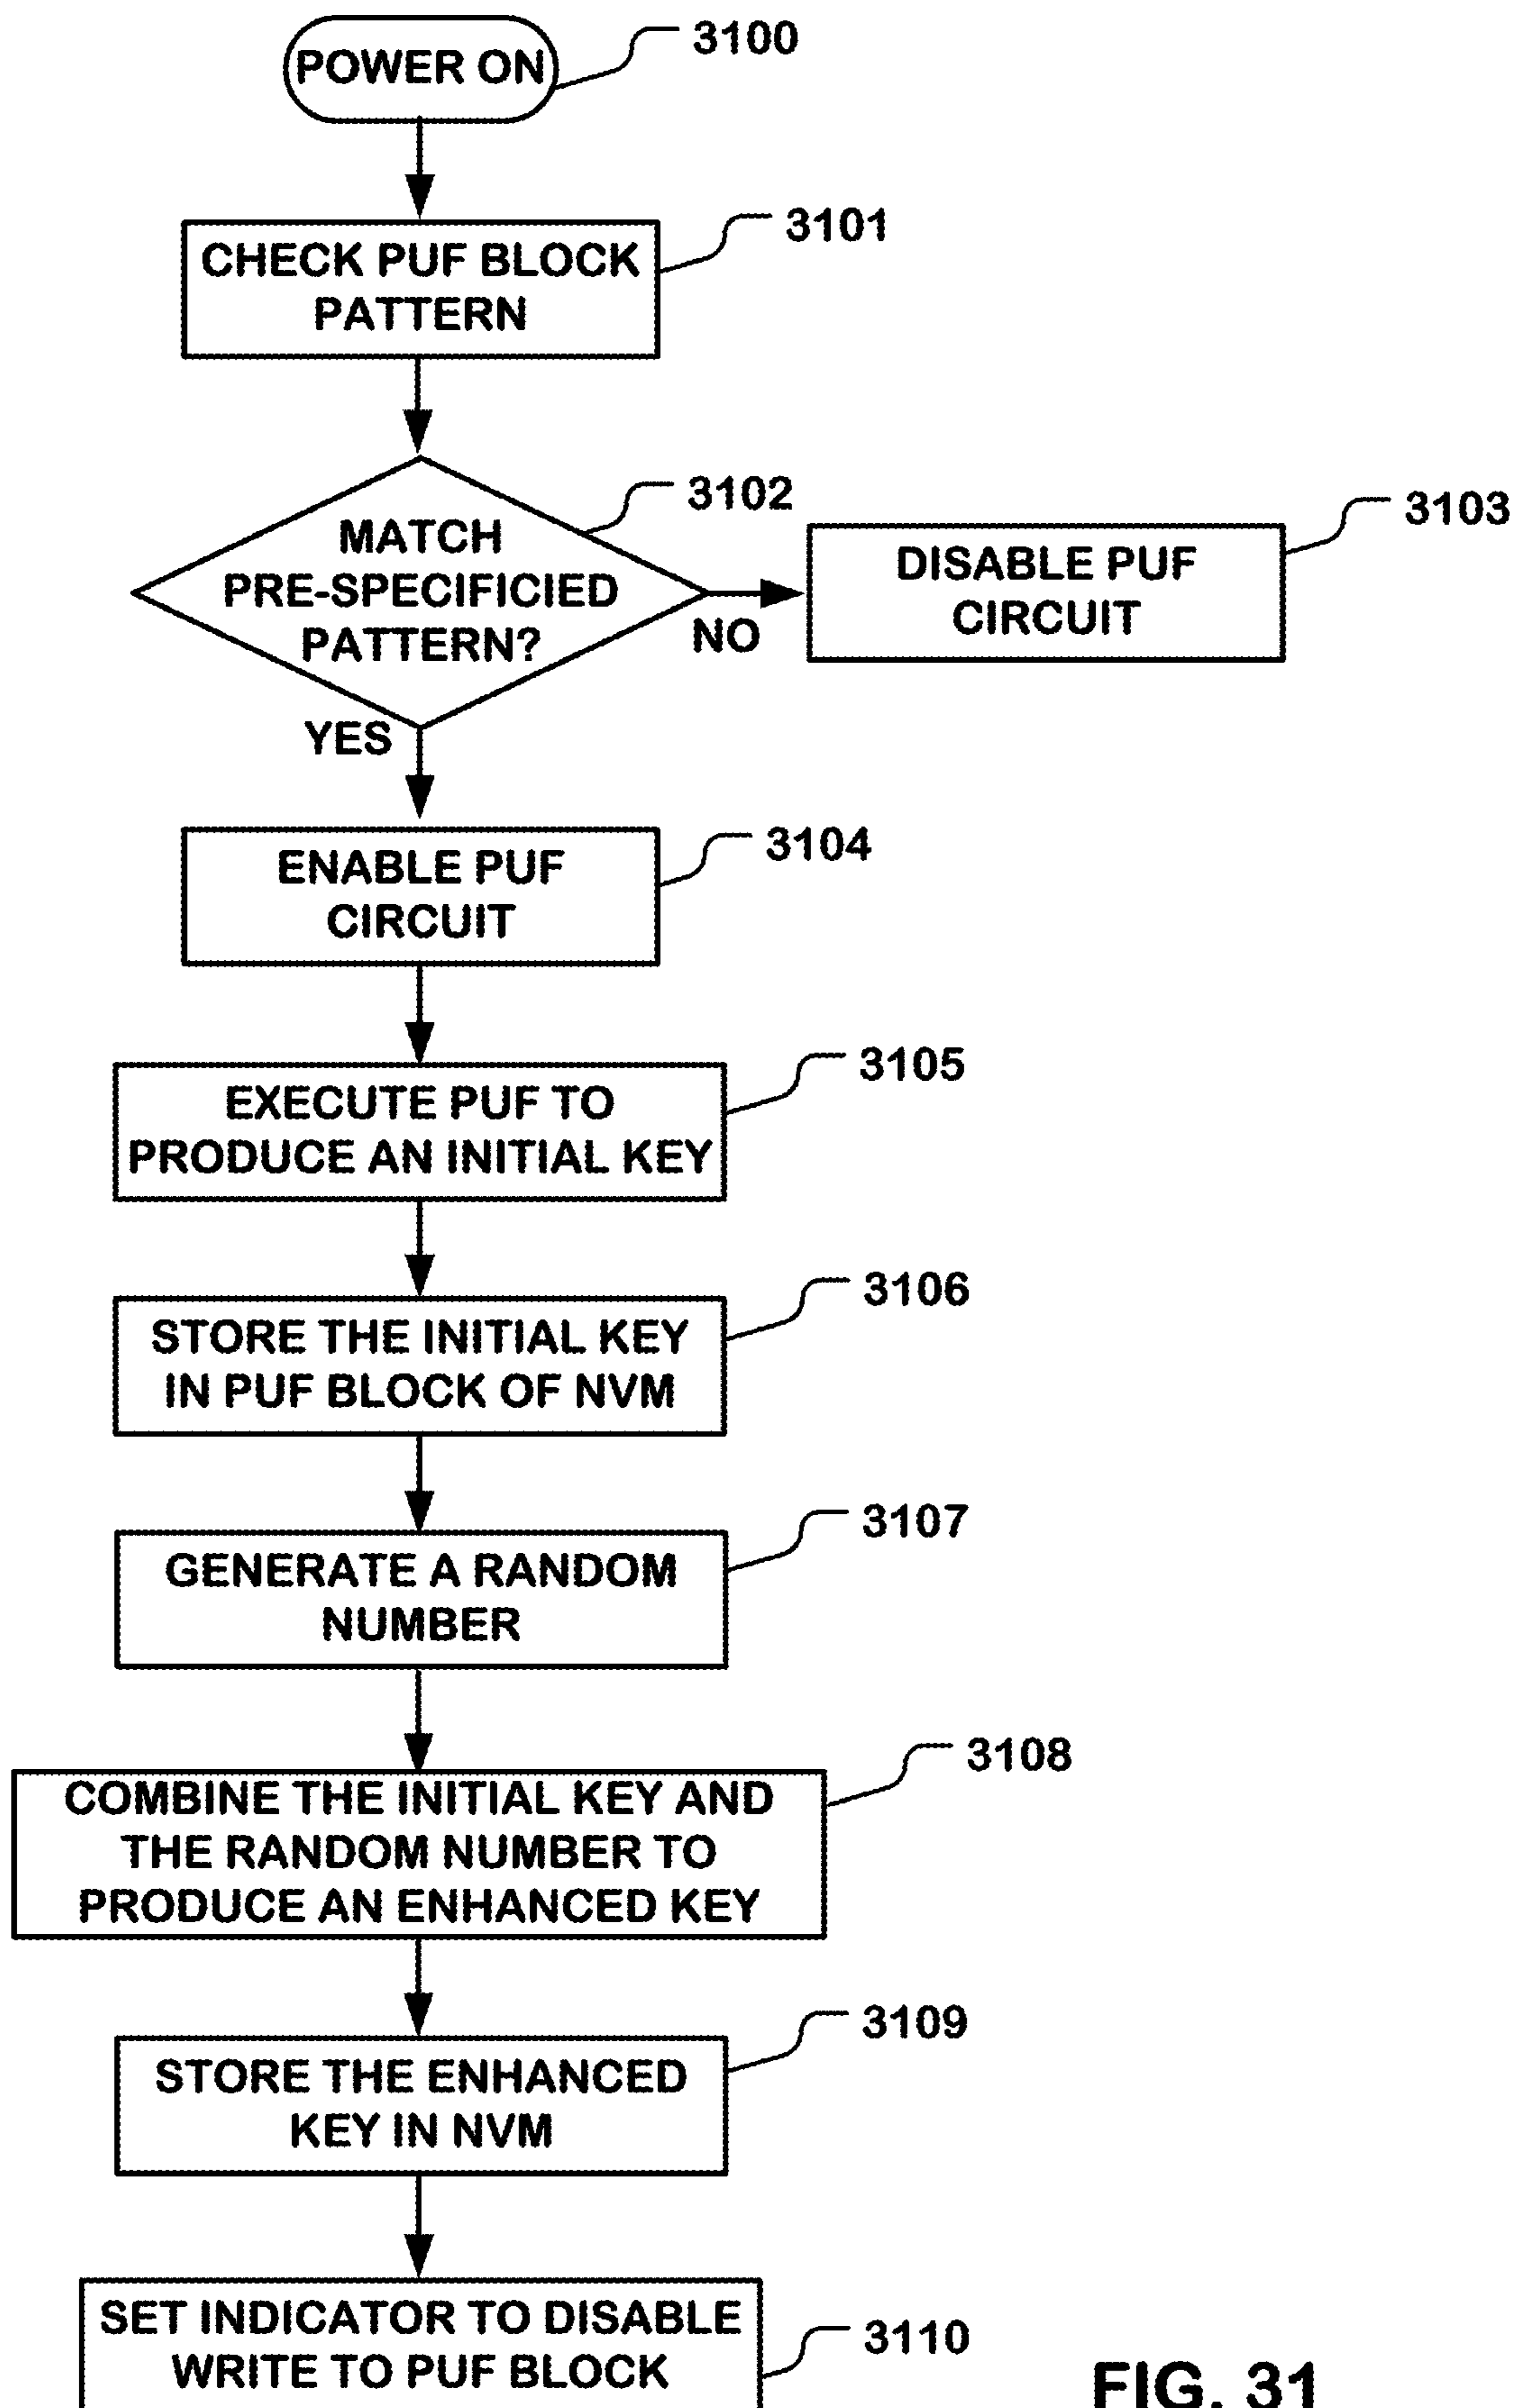 POWER ON
3100
3101
CHECK PUF BLOCK
PATTERN
3102
3103
MATCH
PRE-SPECIFICIED
PATTERN?
NO
DISABLE PUF
CIRCUIT
YES
3104
ENABLE PUF
CIRCUIT
3105
EXECUTE PUF TO
PRODUCE AN INITIAL KEY
3106
STORE THE INITIAL KEY
IN PUF BLOCK OF NVM
3107
GENERATE A RANDOM
NUMBER
3108
COMBINE THE INITIAL KEY AND
THE RANDOM NUMBER TO
PRODUCE AN ENHANCED KEY
3109
STORE THE ENHANCED
KEY IN NVM
SET INDICATOR TO DISABLE
WRITE TO PUF BLOCK
3110
FIG. 31